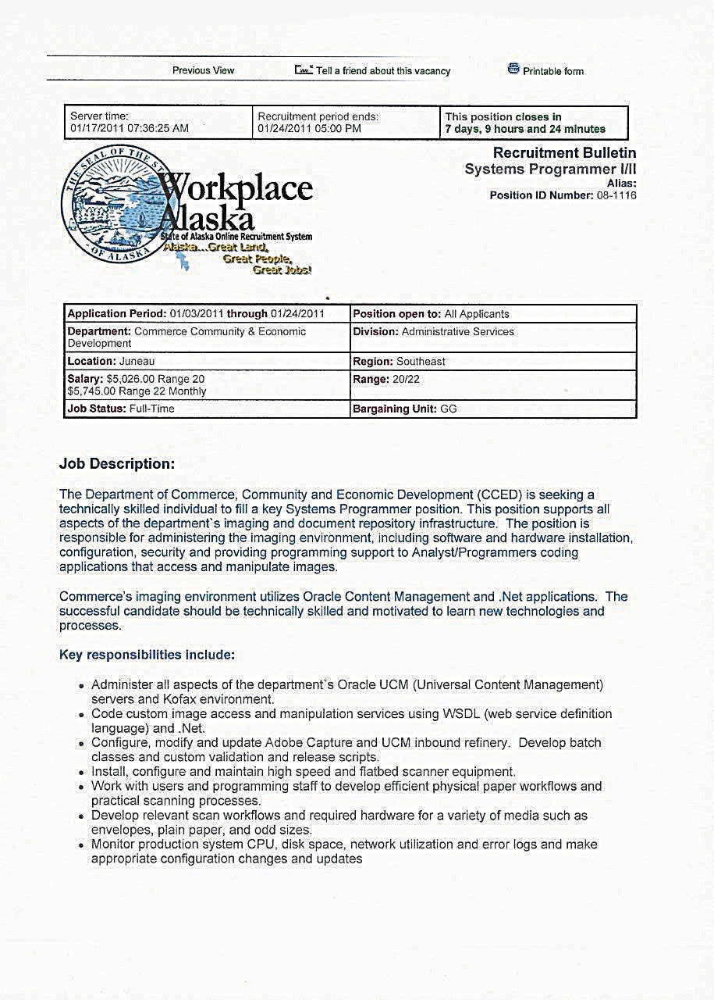 Previous View Tell a friend about this vacancy Printable form
Server time:
01/17/2011 07:36:25 AM
Recruitment period ends:
01/24/2011 05:00 PM
This position closes in
7 days, 9 hours and 24 minutes
THE SEAL OF THE ST
OF ALASKA
Workplace
Alaska
State of Alaska Online Recruitment System
Alaska...Great Land,
Great People,
Great Jobs!
Recruitment Bulletin
Systems Programmer I/II
Alias:
Position ID Number: 08-1116
Application Period: 01/03/2011 through 01/24/2011
Position open to: All Applicants
Department: Commerce Community & Economic
Development
Division: Administrative Services
Location: Juneau
Region: Southeast
Salary: $5,026.00 Range 20
$5,745.00 Range 22 Monthly
Range: 20/22
Job Status: Full-Time
Bargaining Unit: GG
Job Description:
The Department of Commerce, Community and Economic Development (CCED) is seeking a
technically skilled individual to fill a key Systems Programmer position. This position supports all
aspects of the department`s imaging and document repository infrastructure. The position is
responsible for administering the imaging environment, including software and hardware installation,
configuration, security and providing programming support to Analyst/Programmers coding
applications that access and manipulate images.
Commerce's imaging environment utilizes Oracle Content Management and .Net applications. The
successful candidate should be technically skilled and motivated to learn new technologies and
processes.
Key responsibilities include:
• Administer all aspects of the department`s Oracle UCM (Universal Content Management)
servers and Kofax environment.
• Code custom image access and manipulation services using WSDL (web service definition
language) and .Net.
• Configure, modify and update Adobe Capture and UCM inbound refinery. Develop batch
classes and custom validation and release scripts.
• Install, configure and maintain high speed and flatbed scanner equipment.
• Work with users and programming staff to develop efficient physical paper workflows and
practical scanning processes.
• Develop relevant scan workflows and required hardware for a variety of media such as
envelopes, plain paper, and odd sizes.
• Monitor production system CPU, disk space, network utilization and error logs and make
appropriate configuration changes and updates